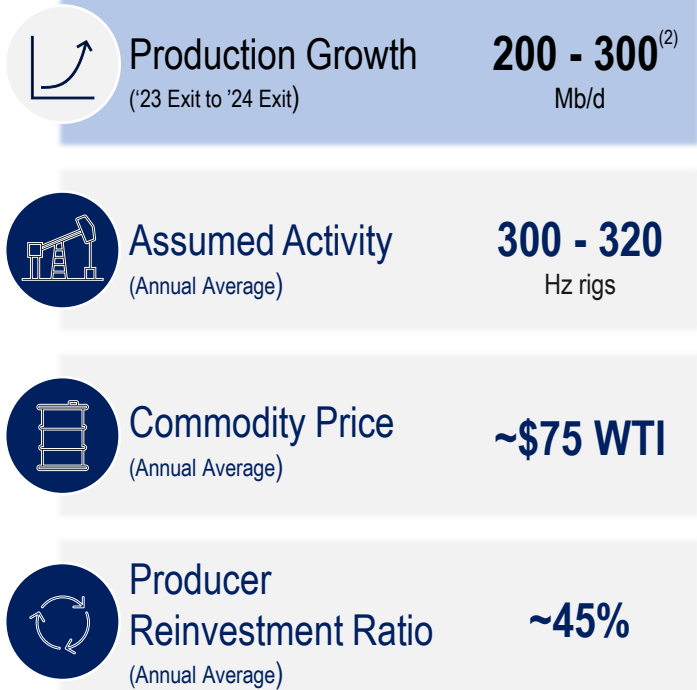 Production Growth
(‘23 Exit to ’24 Exit)
200 - 300(2)
Mb/d
Assumed Activity
(Annual Average)
300 - 320
Hz rigs
Commodity Price
(Annual Average)
~$75 WTI
Producer
Reinvestment Ratio
(Annual Average)
~45%